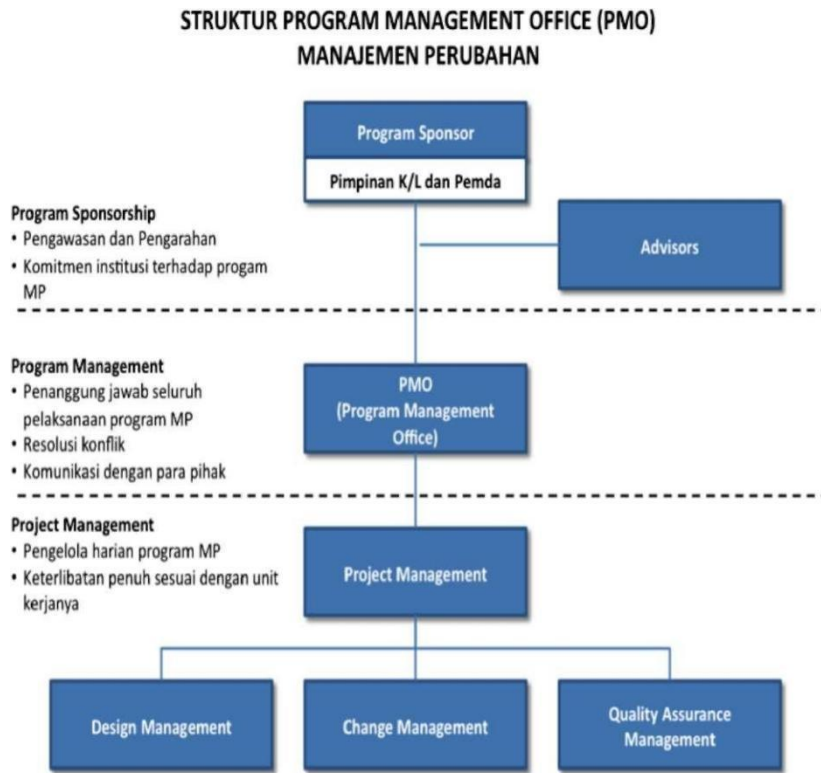 STRUKTUR PROGRAM MANAGEMENT OFFICE (PMO)
MANAJEMEN PERUBAHAN
Program Sponsor
Pimpinan K/L dan Pemda
Program Sponsorship
• Pengawasan dan Pengarahan
• Komitmen institusi terhadap progam
MP
Advisors
Program Management
• Penanggung jawab seluruh
pelaksanaan program MP
• Resolusi konflik
• Komunikasi dengan para pihak
PMO
(Program Management
Office)
Project Management
• Pengelola harian program MP
• Keterlibatan penuh sesuai dengan unit
kerjanya
Project Management
Design Management
Change Management
Quality Assurance
Management